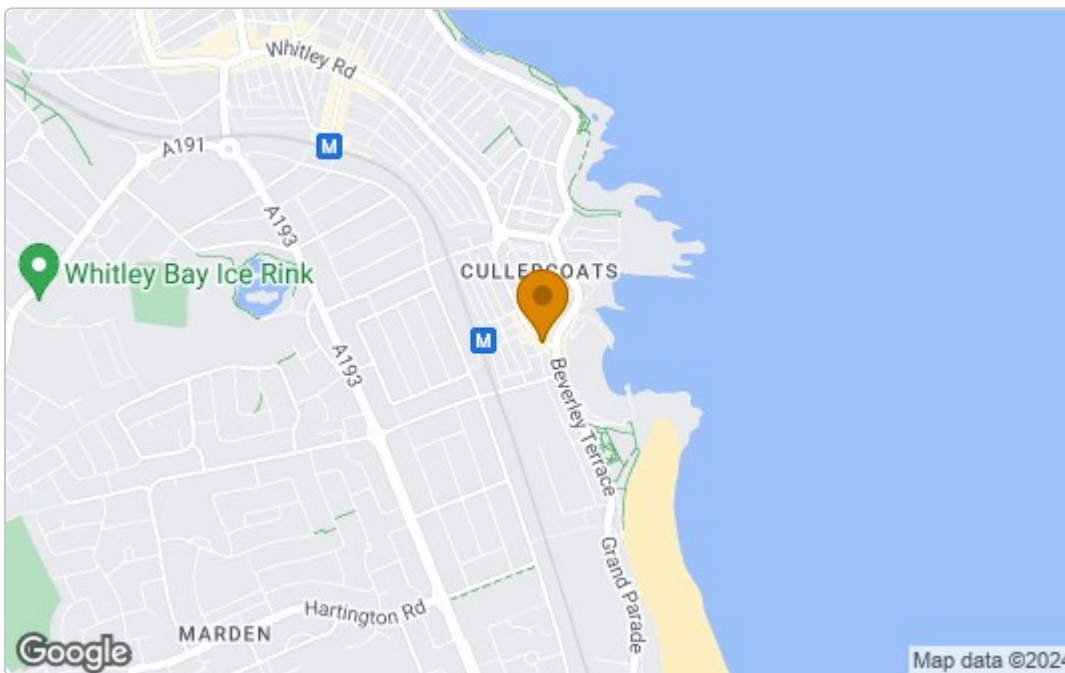 Whitley Rd
A191
M
A193
CULLERCOATS
Whitley Bay Ice Rink
M
A193
Beverley Terrace
Grand Parade
Hartington Rd
MARDEN
Google
Map data ©2024